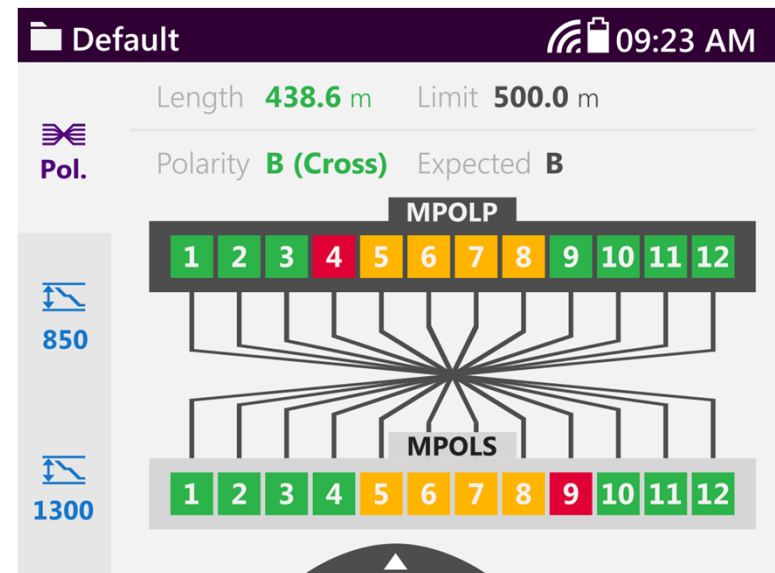 Default 09:23 AM
Length 438.6 m Limit 500.0 m
Pol.
Polarity B (Cross) Expected B
MPOLP
1 2 3 4 5 6 7 8 9 10 11 12
850
MPOLS
1 2 3 4 5 6 7 8 9 10 11 12
1300